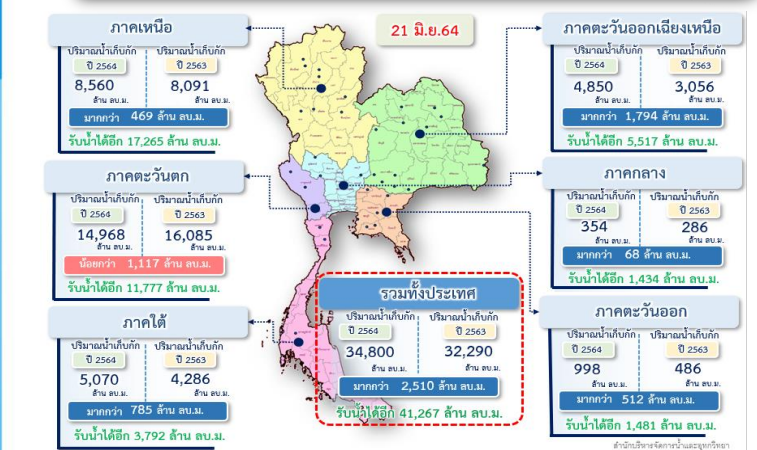 21 มิ.ย.64
ภาคเหนือ
ปริมาณน้ำเก็บกัก ปริมาณน้ำเก็บกัก
ปี 2564 ปี 2563
8,560 8,091
ล้าน ลบ.ม. ล้าน ลบ.ม.
มากกว่า 469 ล้าน ลบ.ม.
รับน้ำได้อีก 17,265 ล้าน ลบ.ม.
ภาคตะวันออกเฉียงเหนือ
ปริมาณน้ำเก็บกัก ปริมาณน้ำเก็บกัก
ปี 2564 ปี 2563
4,850 3,056
ล้าน ลบ.ม. ล้าน ลบ.ม.
มากกว่า 1,794 ล้าน ลบ.ม.
รับน้ำได้อีก 5,517 ล้าน ลบ.ม.
ภาคตะวันตก
ปริมาณน้ำเก็บกัก ปริมาณน้ำเก็บกัก
ปี 2564 ปี 2563
14,968 16,085
ล้าน ลบ.ม. ล้าน ลบ.ม.
น้อยกว่า 1,117 ล้าน ลบ.ม.
รับน้ำได้อีก 11,777 ล้าน ลบ.ม.
ภาคกลาง
ปริมาณน้ำเก็บกัก ปริมาณน้ำเก็บกัก
ปี 2564 ปี 2563
354 286
ล้าน ลบ.ม. ล้าน ลบ.ม.
มากกว่า 68 ล้าน ลบ.ม.
รับน้ำได้อีก 1,434 ล้าน ลบ.ม.
ภาคใต้
ปริมาณน้ำเก็บกัก ปริมาณน้ำเก็บกัก
ปี 2564 ปี 2563
5,070 4,286
ล้าน ลบ.ม. ล้าน ลบ.ม.
มากกว่า 785 ล้าน ลบ.ม.
รับน้ำได้อีก 3,792 ล้าน ลบ.ม.
รวมทั้งประเทศ
ปริมาณน้ำเก็บกัก ปริมาณน้ำเก็บกัก
ปี 2564 ปี 2563
34,800 32,290
ล้าน ลบ.ม. ล้าน ลบ.ม.
มากกว่า 2,510 ล้าน ลบ.ม.
รับน้ำได้อีก 41,267 ล้าน ลบ.ม.
ภาคตะวันออก
ปริมาณน้ำเก็บกัก ปริมาณน้ำเก็บกัก
ปี 2564 ปี 2563
998 486
ล้าน ลบ.ม. ล้าน ลบ.ม.
มากกว่า 512 ล้าน ลบ.ม.
รับน้ำได้อีก 1,481 ล้าน ลบ.ม.
สำนักบริหารจัดการน้ำและอุทกวิทยา